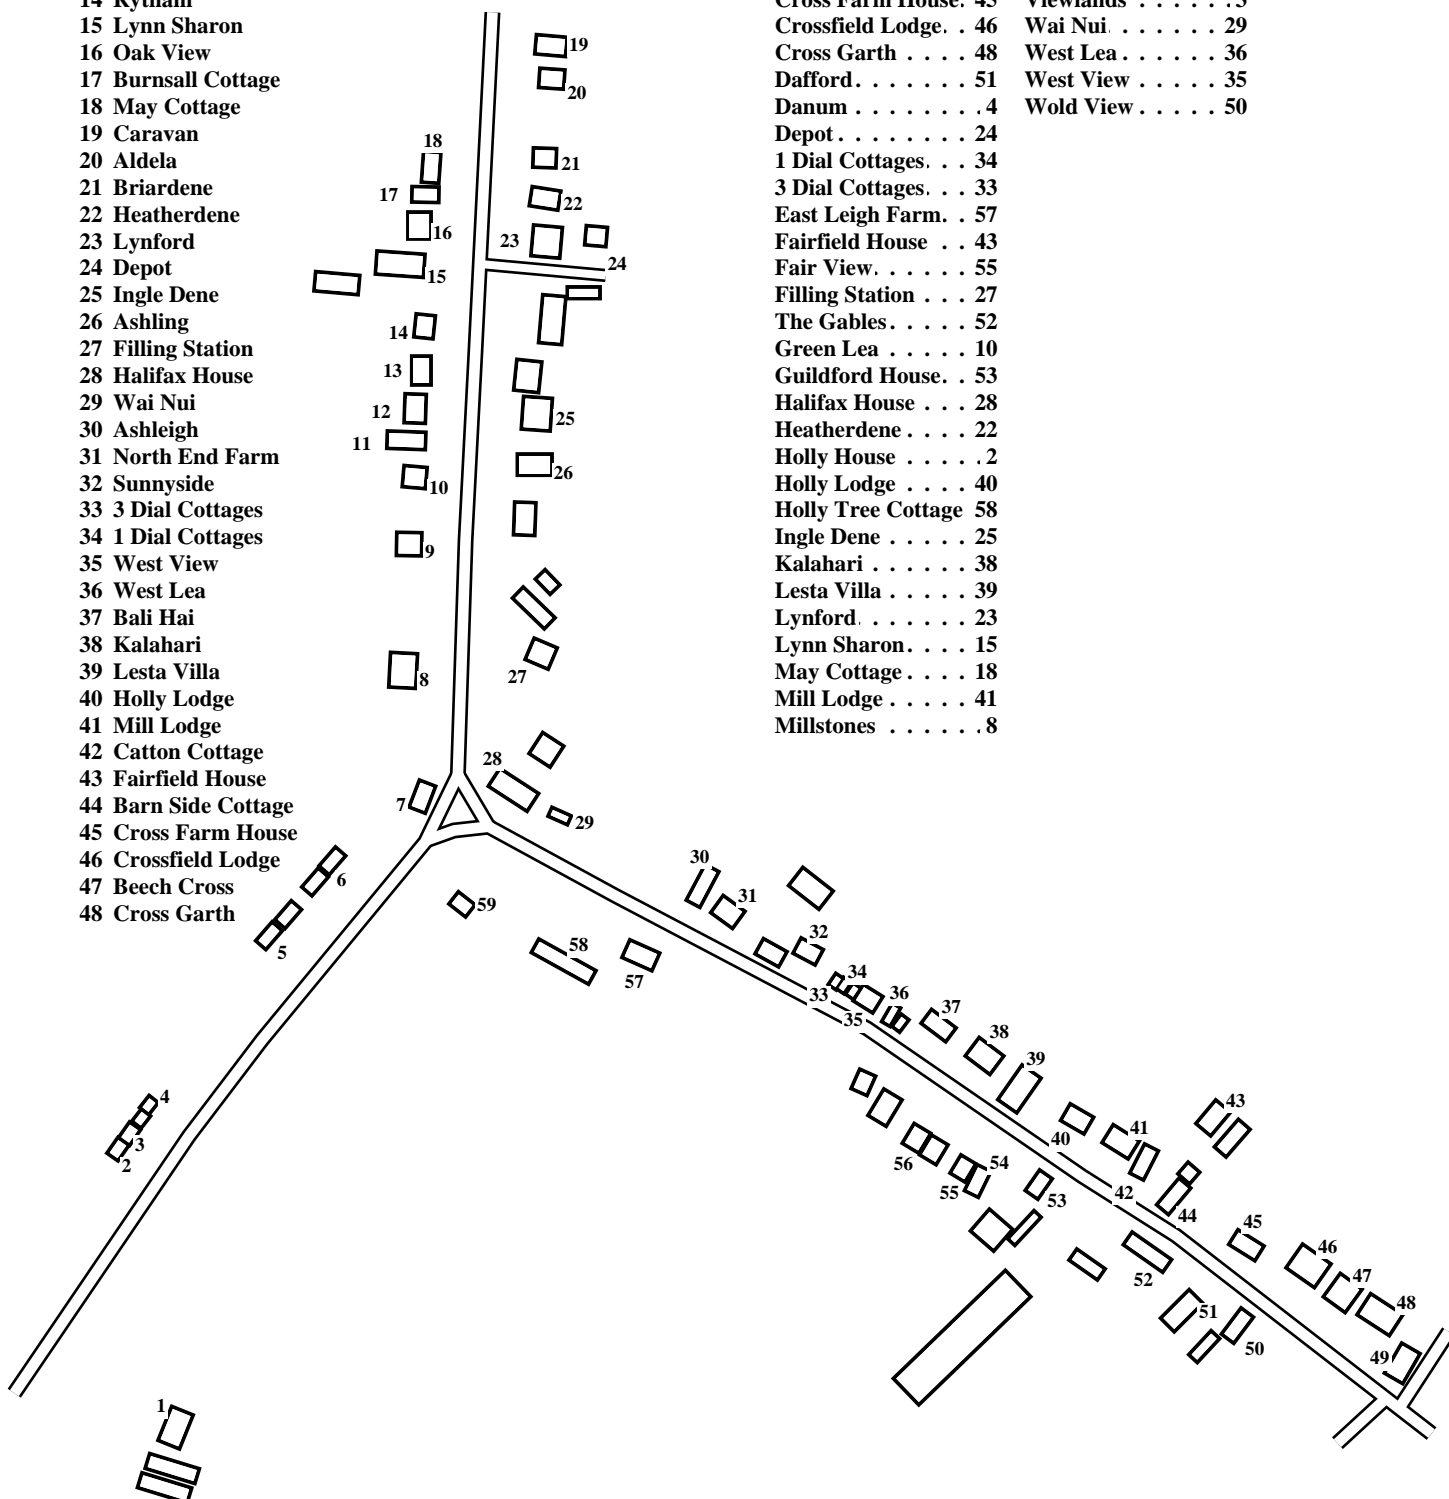 14 Rytham
15 Lynn Sharon
16 Oak View
17 Burnsall Cottage
18 May Cottage
19 Caravan
20 Aldela
21 Briardene
22 Heatherdene
23 Lynford
24 Depot
25 Ingle Dene
26 Ashling
27 Filling Station
28 Halifax House
29 Wai Nui
30 Ashleigh
31 North End Farm
32 Sunnyside
33 3 Dial Cottages
34 1 Dial Cottages
35 West View
36 West Lea
37 Bali Hai
38 Kalahari
39 Lesta Villa
40 Holly Lodge
41 Mill Lodge
42 Catton Cottage
43 Fairfield House
44 Barn Side Cottage
45 Cross Farm House
46 Crossfield Lodge
47 Beech Cross
48 Cross Garth
Cross Farm House. 45
Crossfield Lodge. . 46
Cross Garth . . . . 48
Dafford. . . . . . . 51
Danum . . . . . . . . 4
Depot . . . . . . . . 24
1 Dial Cottages. . . 34
3 Dial Cottages. . . 33
East Leigh Farm. . 57
Fairfield House . . 43
Fair View. . . . . . 55
Filling Station . . . 27
The Gables . . . . . 52
Green Lea . . . . . 10
Guildford House. . 53
Halifax House . . . 28
Heatherdene . . . . 22
Holly House . . . . . 2
Holly Lodge . . . . 40
Holly Tree Cottage 58
Ingle Dene . . . . . 25
Kalahari . . . . . . 38
Lesta Villa . . . . . 39
Lynford. . . . . . . 23
Lynn Sharon. . . . 15
May Cottage . . . . 18
Mill Lodge . . . . . 41
Millstones . . . . . . 8
Viewlands . . . . . . 5
Wai Nui. . . . . . . 29
West Lea . . . . . . 36
West View . . . . . 35
Wold View . . . . . 50
19
20
18
21
17
22
16
23
24
15
14
13
12
25
11
26
10
9
8
27
28
7
29
30
6
31
59
32
5
58
57
34
33
36
35
37
38
39
4
3
2
40
41
43
56
54
55
53
42
44
45
52
46
47
51
48
50
49
1